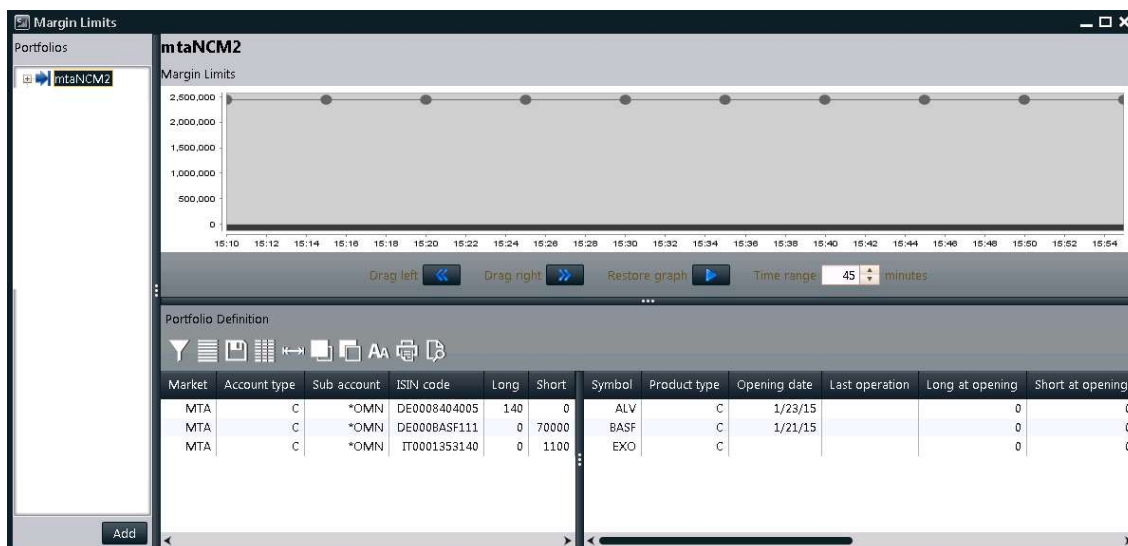 Margin Limits
Portfolios
mtaNCM2
mtaNCM2
Margin Limits
2,500,000
2,000,000
1,500,000
1,000,000
500,000
0
15:10 15:12 15:14 15:16 15:18 15:20 15:22 15:24 15:26 15:28 15:30 15:32 15:34 15:36 15:38 15:40 15:42 15:44 15:46 15:48 15:50 15:52 15:54
Drag left Drag right Restore graph Time range 45 minutes
Portfolio Definition
Market Account type Sub account ISIN code Long Short Symbol Product type Opening date Last operation Long at opening Short at opening
MTA C *OMN DE0008404005 140 0 ALV C 1/23/15 0 0
MTA C *OMN DE000BASF111 0 70000 BASF C 1/21/15 0 0
MTA C *OMN IT0001353140 0 1100 EXO C 0 0
Add